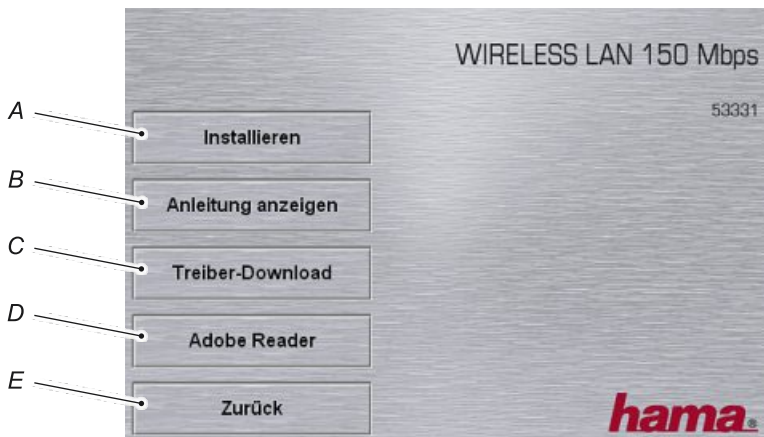 WIRELESS LAN 150 Mbps
53331
A
Installieren
B
Anleitung anzeigen
C
Treiber-Download
D
Adobe Reader
E
Zurück
hama®